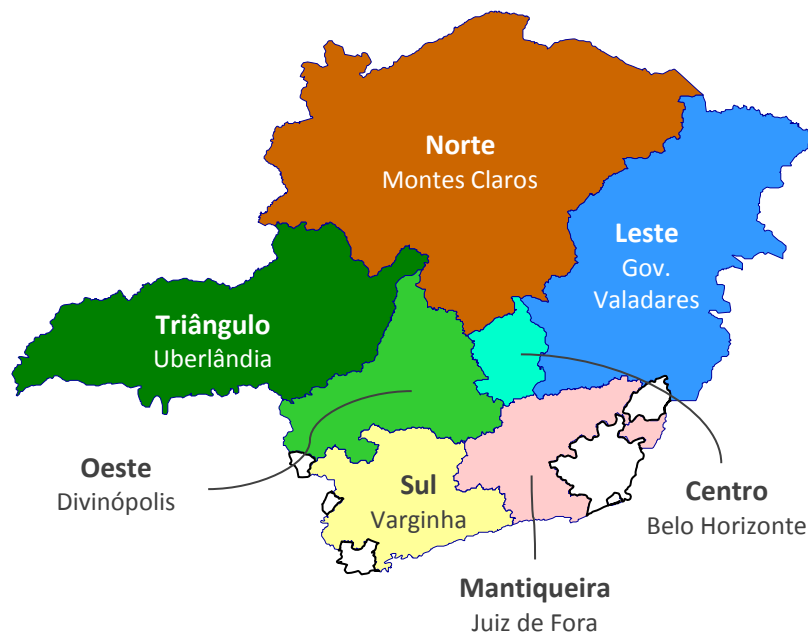 Norte
Montes Claros
Leste
Gov.
Valadares
Triângulo
Uberlândia
Oeste
Divinópolis
Sul
Varginha
Centro
Belo Horizonte
Mantiqueira
Juiz de Fora